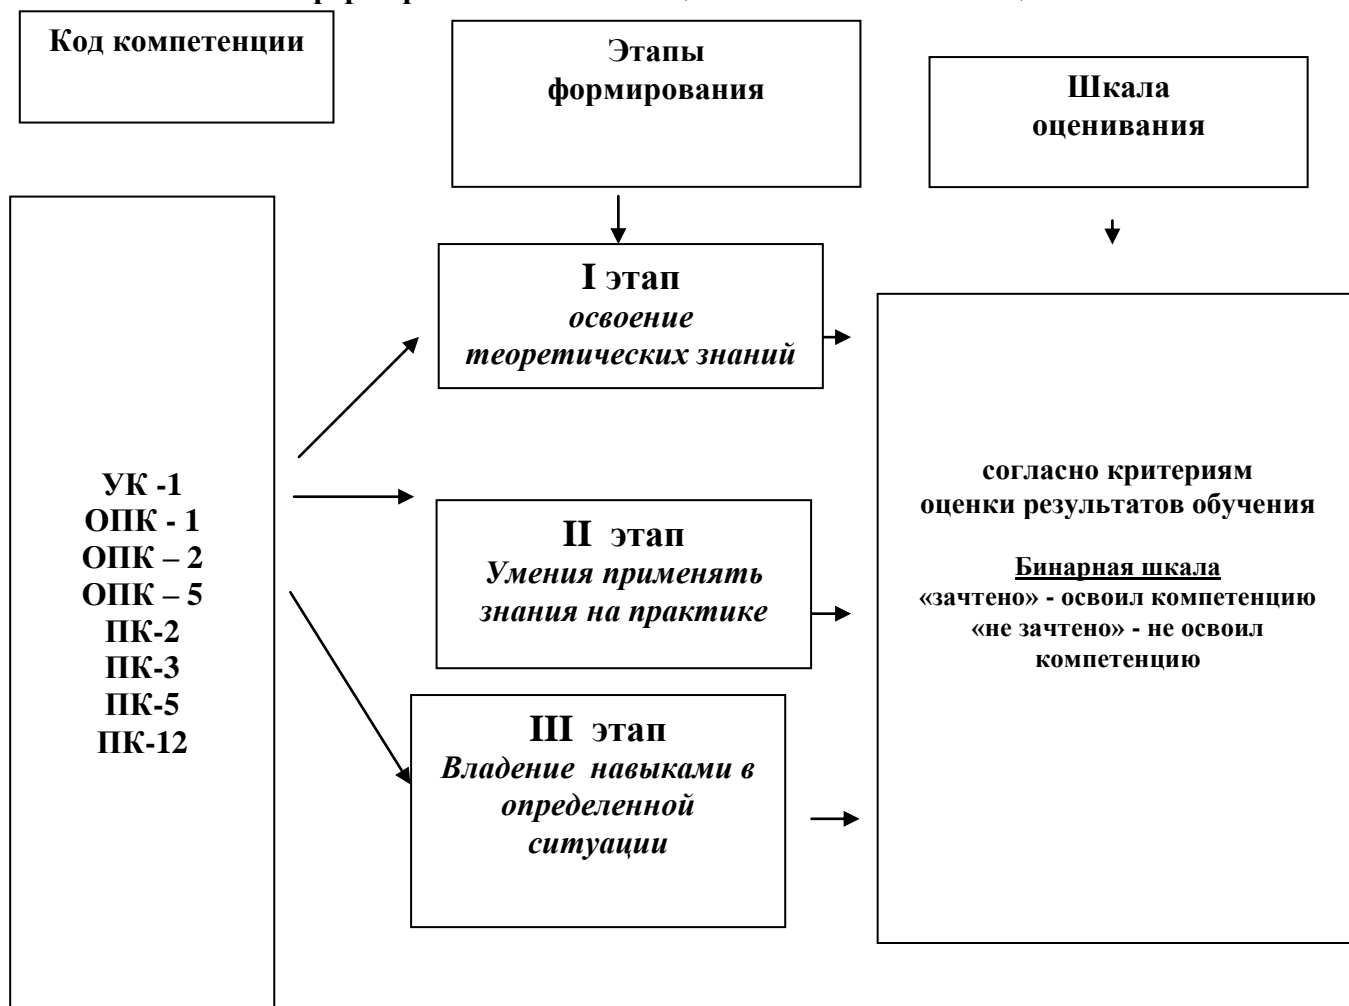 Код компетенции
Этапы
формирования
Шкала
оценивания
УК -1
ОПК - 1
ОПК – 2
ОПК – 5
ПК-2
ПК-3
ПК-5
ПК-12
I этап
освоение
теоретических знаний
II этап
Умения применять
знания на практике
III этап
Владение навыками в
определенной
ситуации
согласно критериям
оценки результатов обучения
Бинарная шкала
«зачтено» - освоил компетенцию
«не зачтено» - не освоил
компетенцию